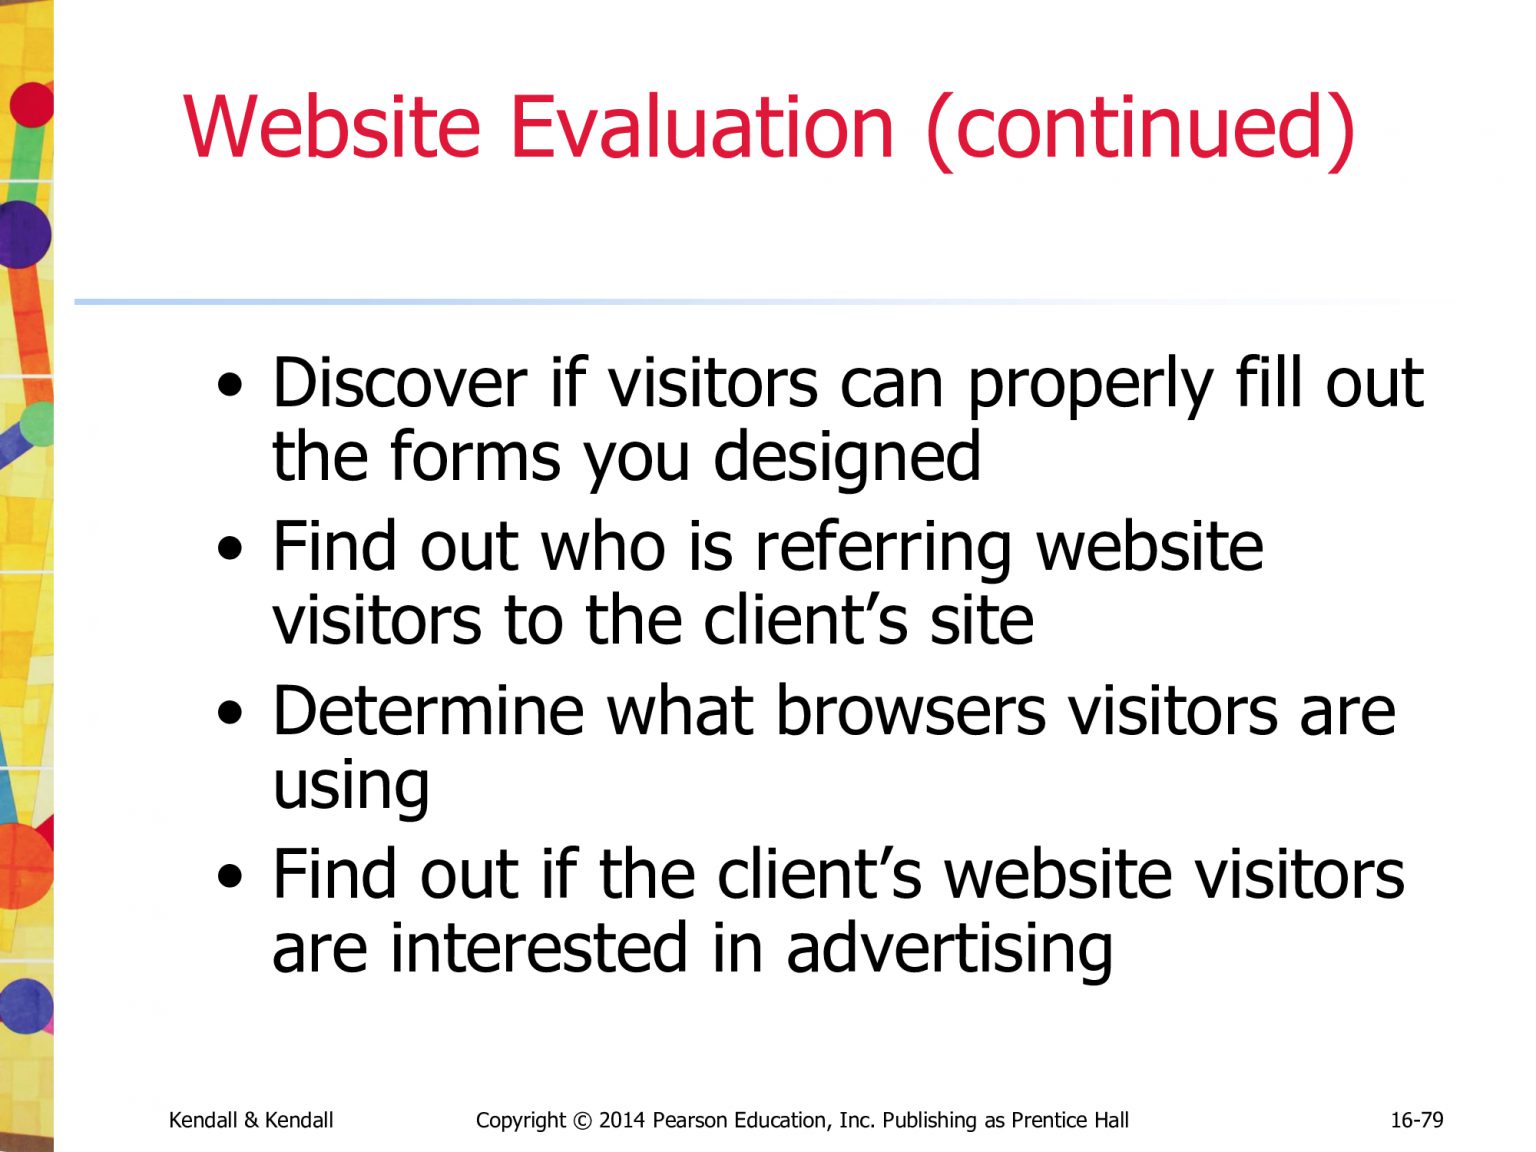 Website Evaluation (continued)
• Discover if visitors can properly fill out
the forms you designed
• Find out who is referring website
visitors to the client’s site
• Determine what browsers visitors are
using
• Find out if the client’s website visitors
are interested in advertising
Kendall & Kendall Copyright © 2014 Pearson Education, Inc. Publishing as Prentice Hall 16-79